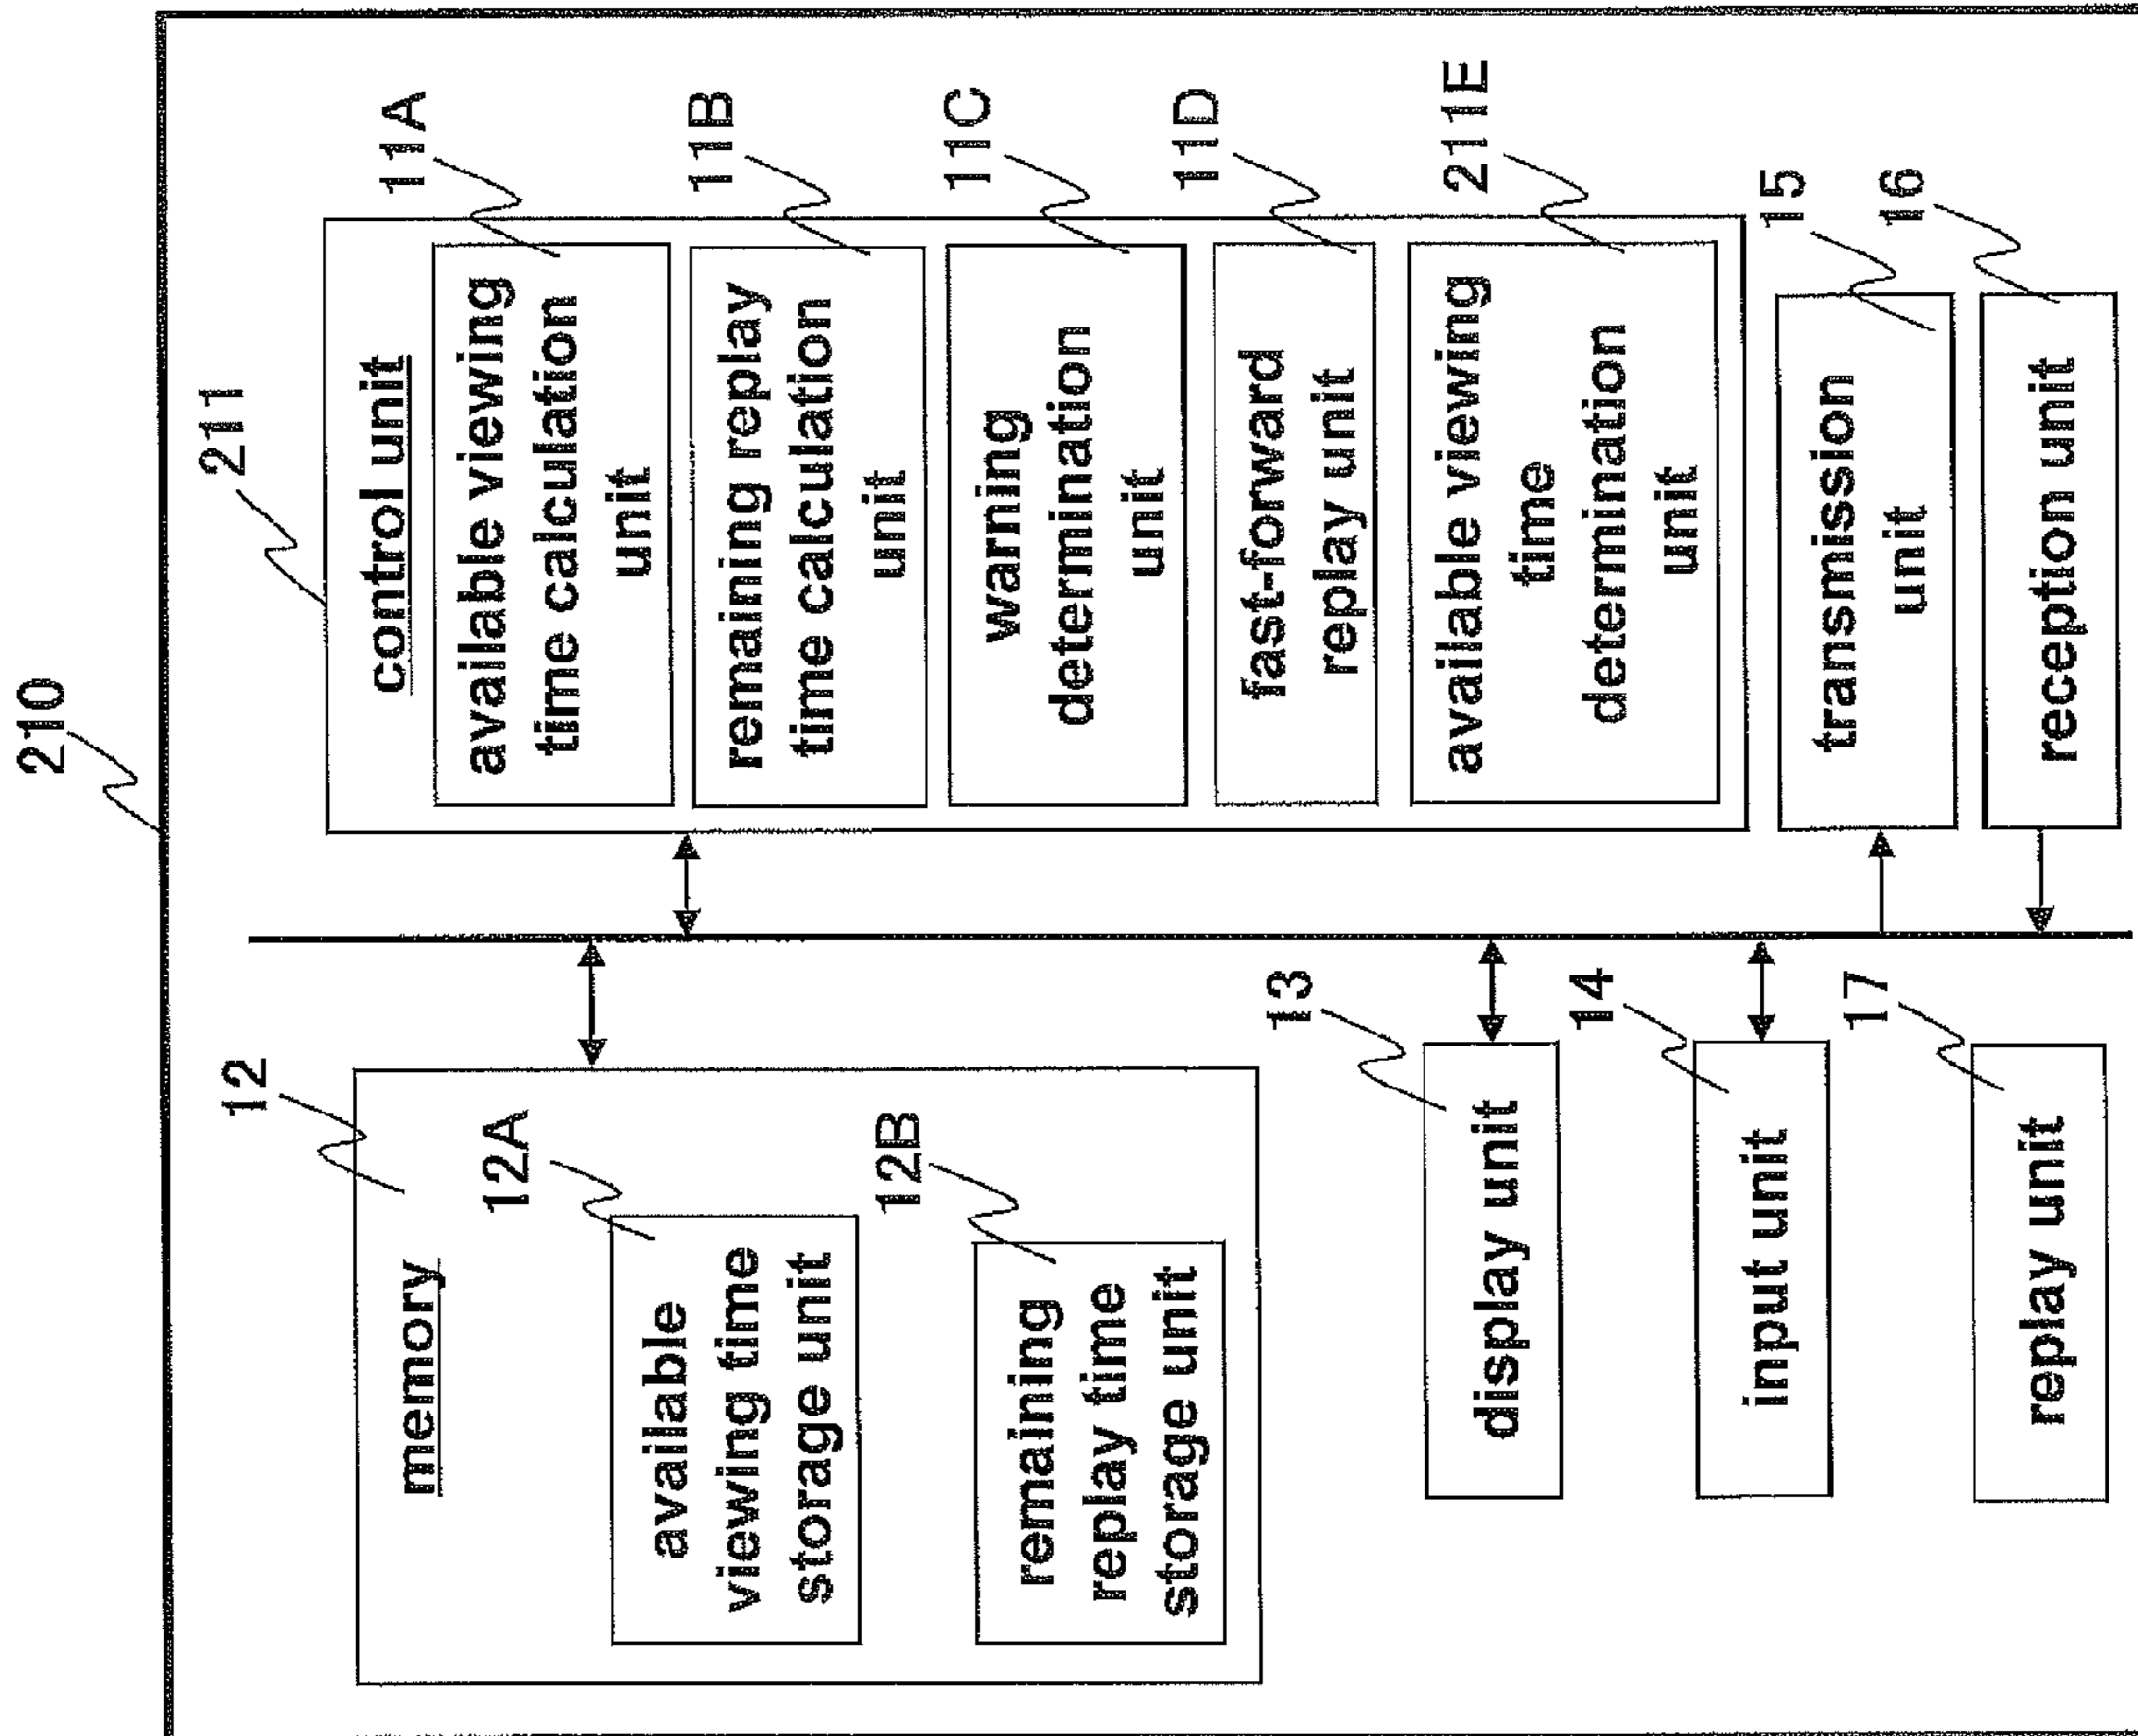 210
211
control unit
11A
available viewing
time calculation
unit
11B
remaining replay
time calculation
unit
11C
warning
determination
unit
11D
fast-forward
replay unit
211E
available viewing
time
determination
unit
15
transmission
unit
16
reception unit
12
memory
12A
available
viewing time
storage unit
12B
remaining
replay time
storage unit
13
display unit
14
input unit
17
replay unit